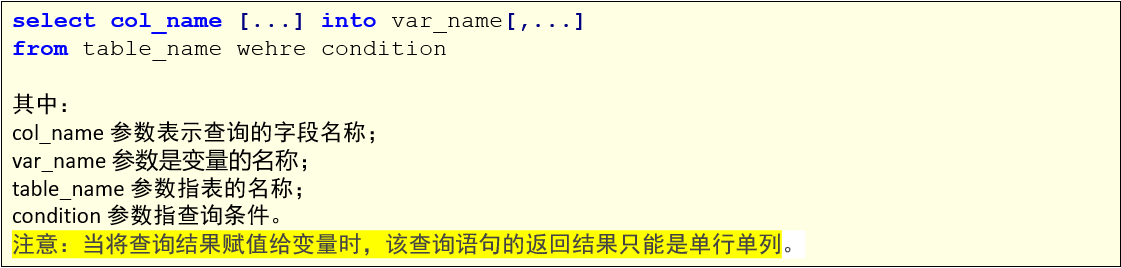 select col_name [...] into var_name[,...]
from table_name wehre condition
其中：
col_name 参数表示查询的字段名称；
var_name 参数是变量的名称；
table_name 参数指表的名称；
condition 参数指查询条件。
注意：当将查询结果赋值给变量时，该查询语句的返回结果只能是单行单列。